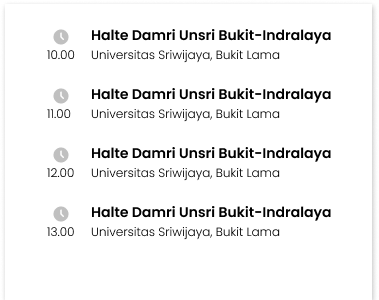 Halte Damri Unsri Bukit-Indralaya
10.00 Universitas Sriwijaya, Bukit Lama
Halte Damri Unsri Bukit-Indralaya
11.00 Universitas Sriwijaya, Bukit Lama
Halte Damri Unsri Bukit-Indralaya
12.00 Universitas Sriwijaya, Bukit Lama
Halte Damri Unsri Bukit-Indralaya
13.00 Universitas Sriwijaya, Bukit Lama